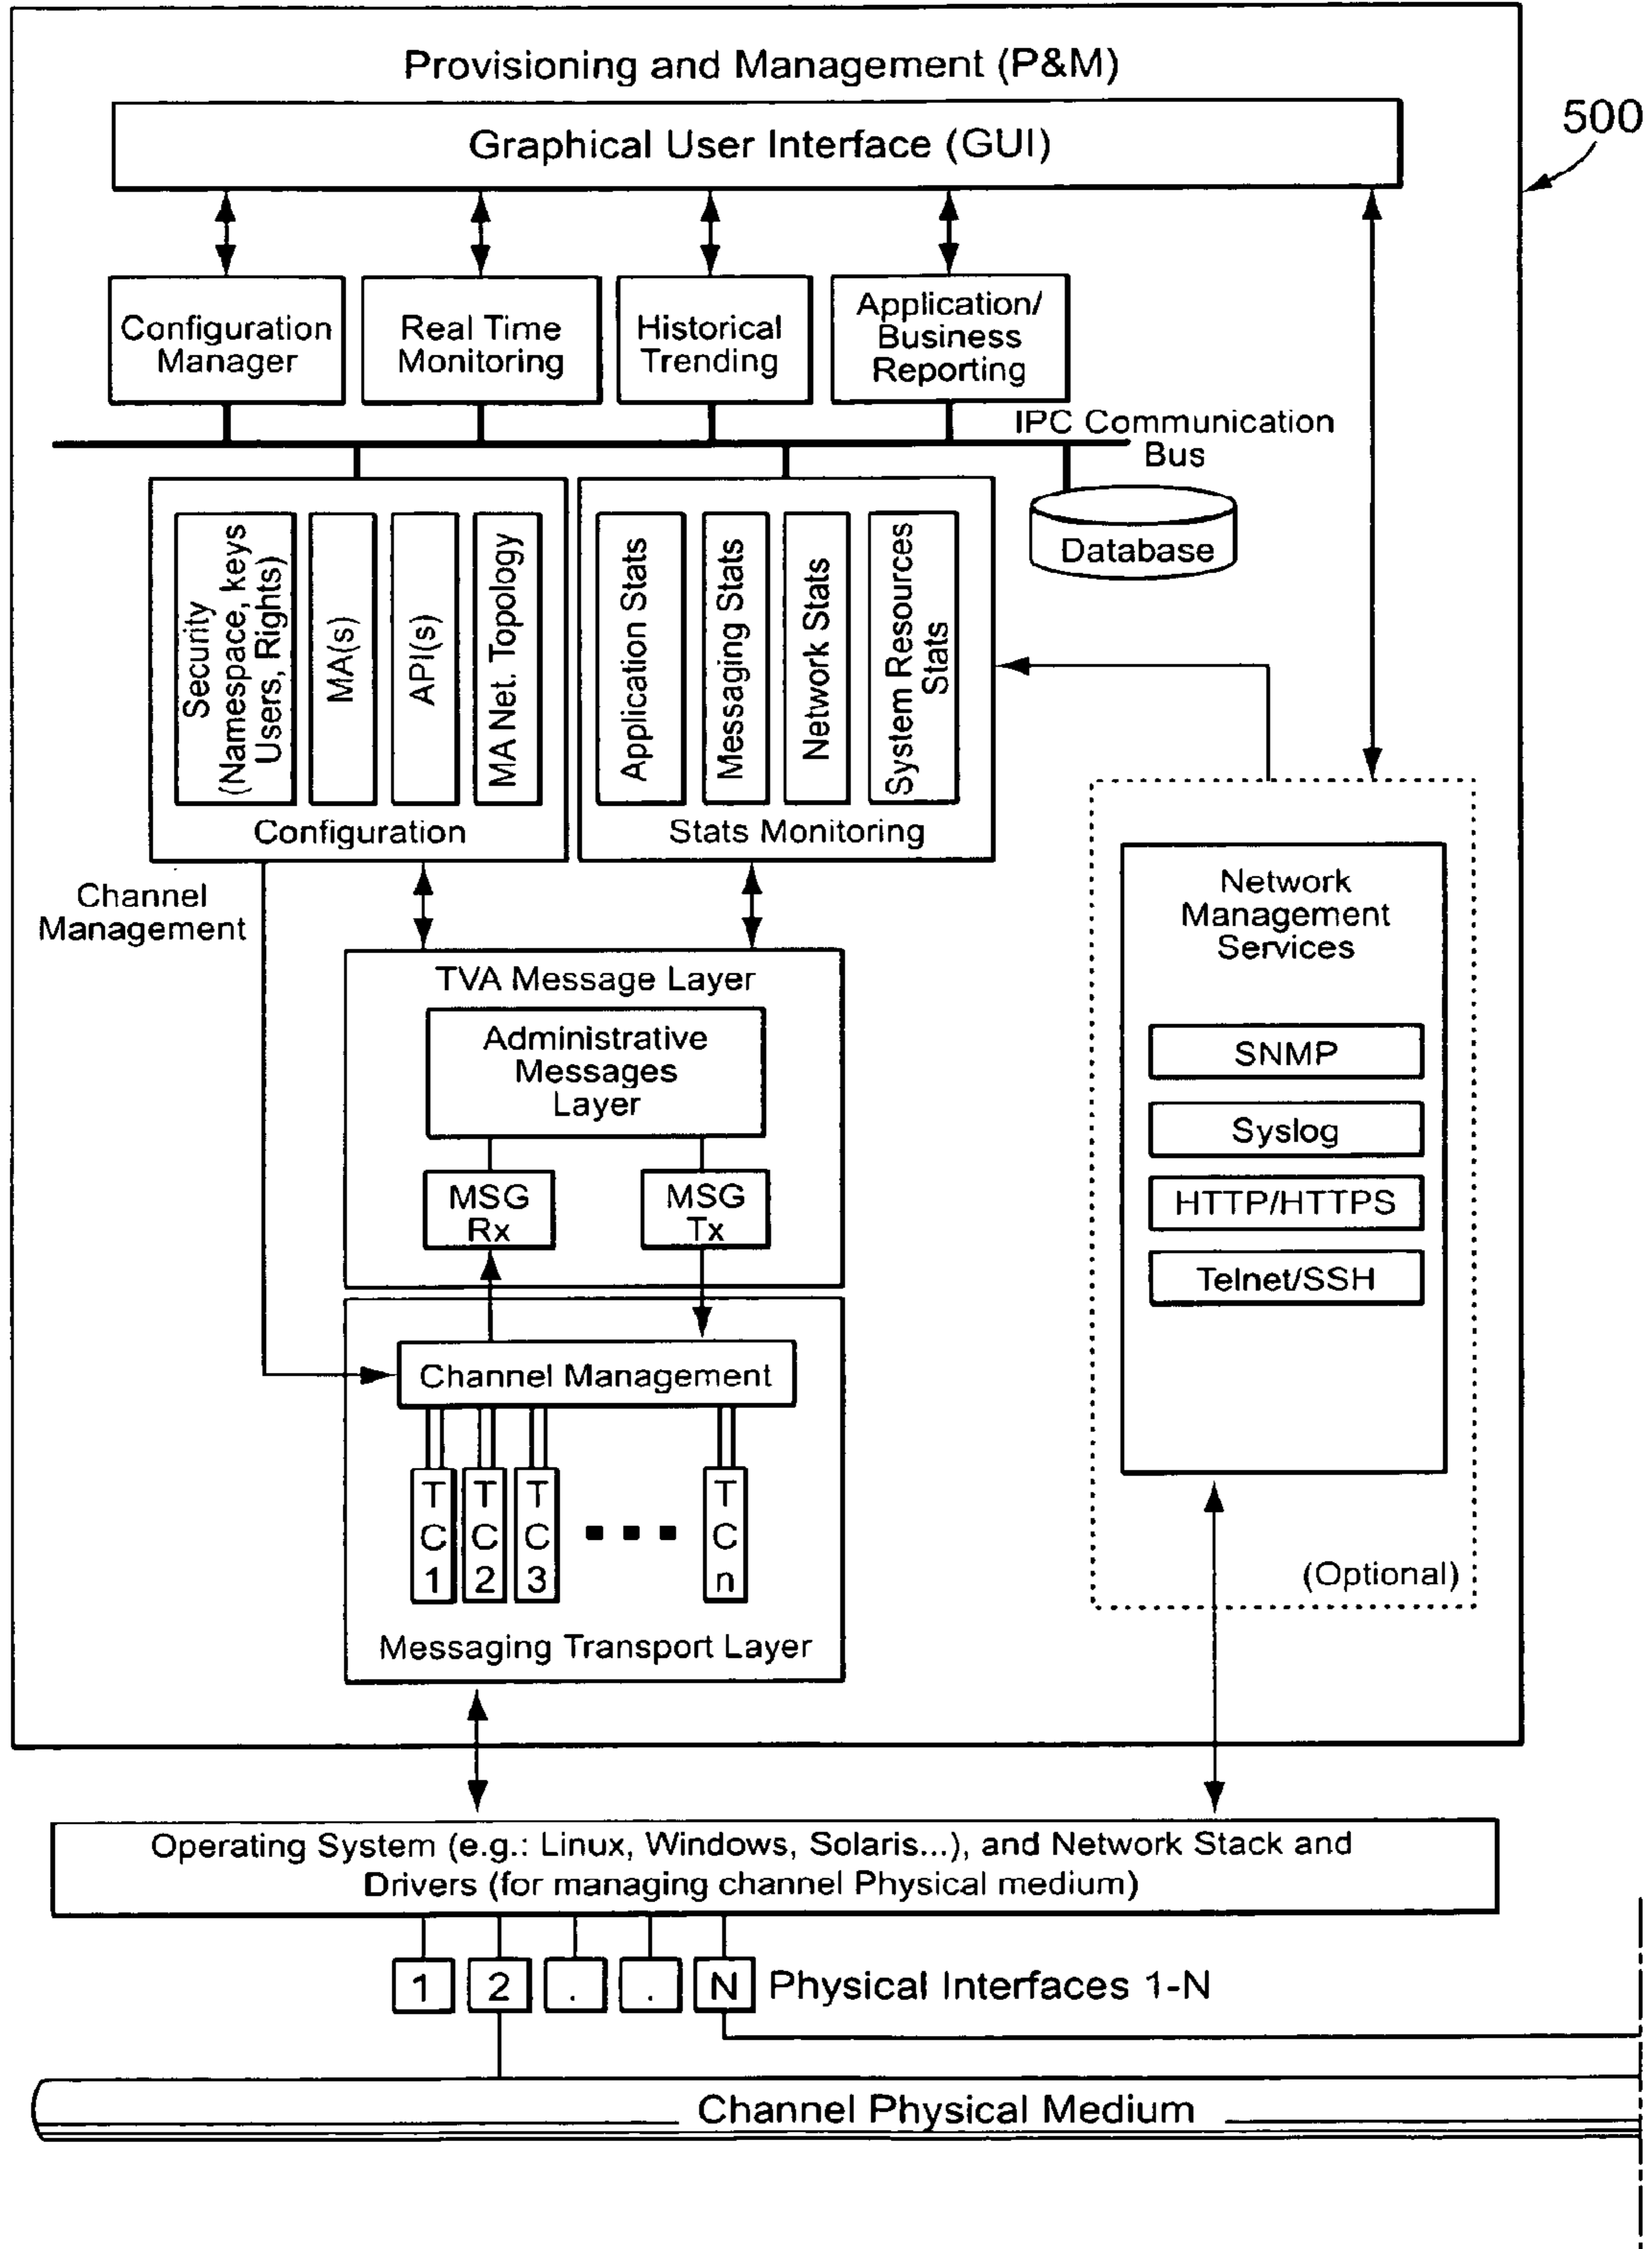 Provisioning and Management (P&M)
500
Graphical User Interface (GUI)
Configuration
Manager
Real Time
Monitoring
Historical
Trending
Application/
Business
Reporting
IPC Communication
Bus
Database
Security
(Namespace, keys
Users, Rights)
MA(s)
API(s)
MA Net. Topology
Configuration
Application Stats
Messaging Stats
Network Stats
System Resources
Stats
Stats Monitoring
Channel
Management
TVA Message Layer
Administrative
Messages
Layer
MSG
Rx
MSG
Tx
Channel Management
T
C
1
T
C
2
T
C
3
T
C
n
Messaging Transport Layer
Network
Management
Services
SNMP
Syslog
HTTP/HTTPS
Telnet/SSH
(Optional)
Operating System (e.g.: Linux, Windows, Solaris...), and Network Stack and
Drivers (for managing channel Physical medium)
1
2
.
.
N
Physical Interfaces 1-N
Channel Physical Medium